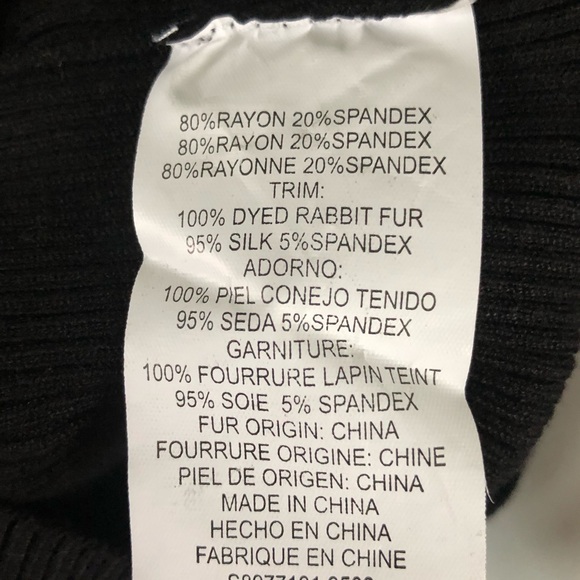 80%RAYON 20%SPANDEX
80%RAYON 20%SPANDEX
80%RAYONNE 20%SPANDEX
TRIM:
100% DYED RABBIT FUR
95% SILK 5%SPANDEX
ADORNO:
100% PIEL CONEJO TENIDO
95% SEDA 5%SPANDEX
GARNITURE:
100% FOURRURE LAPIN TEINT
95% SOIE 5% SPANDEX
FUR ORIGIN: CHINA
FOURRURE ORIGINE: CHINE
PIEL DE ORIGEN: CHINA
MADE IN CHINA
HECHO EN CHINA
FABRIQUE EN CHINE